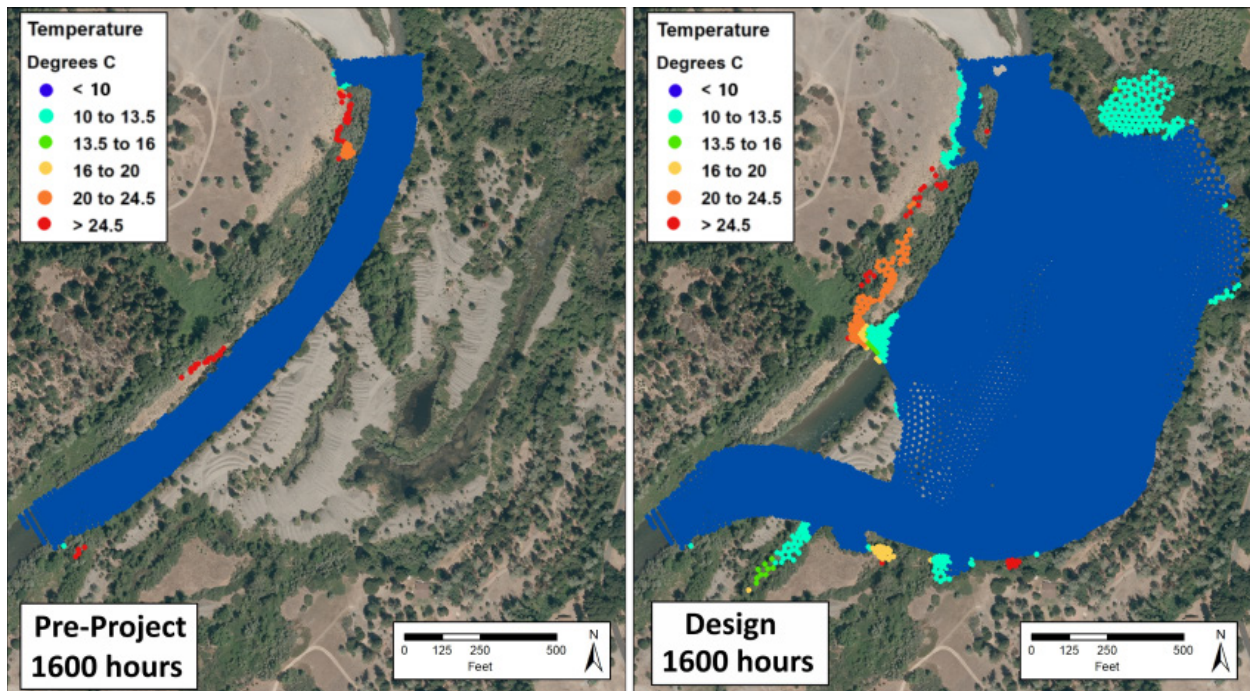 Temperature
Degrees C
< 10
10 to 13.5
13.5 to 16
16 to 20
20 to 24.5
> 24.5
Pre-Project
1600 hours
N
0 125 250 500
Feet
Temperature
Degrees C
< 10
10 to 13.5
13.5 to 16
16 to 20
20 to 24.5
> 24.5
Design
1600 hours
N
0 125 250 500
Feet